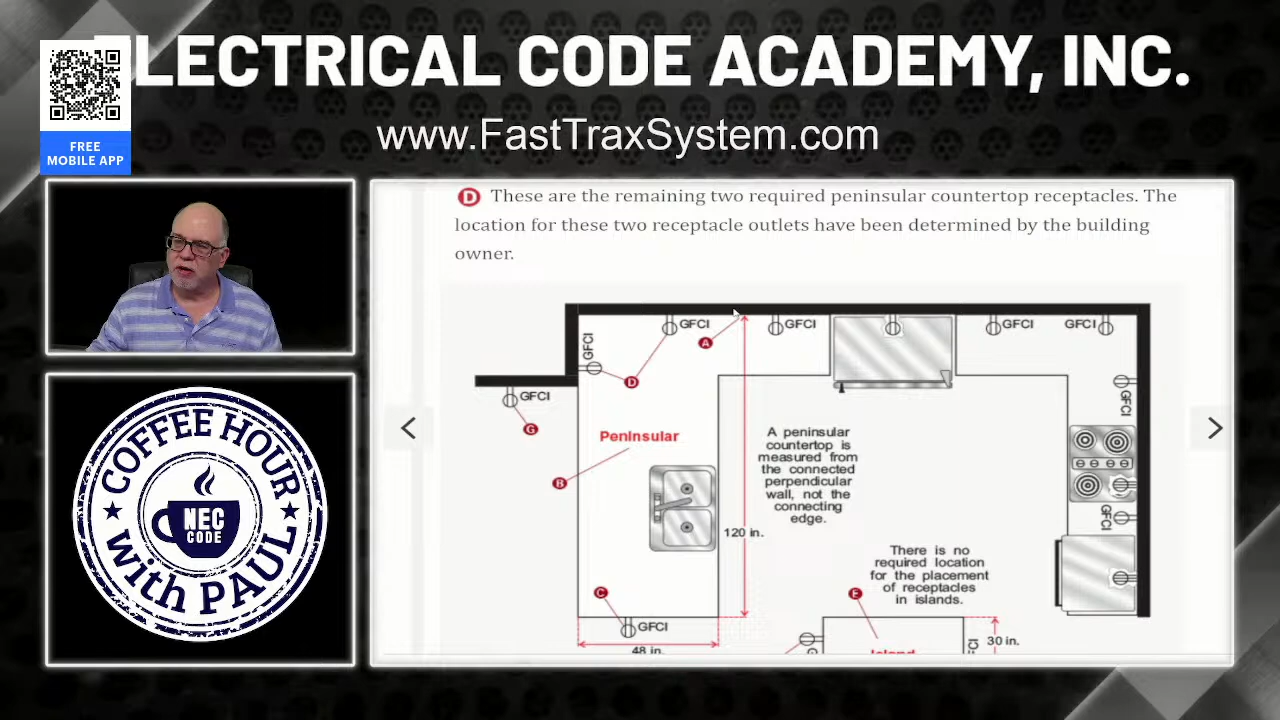 ELECTRICAL CODE ACADEMY, INC.
www.FastTraxSystem.com
FREE
MOBILE APP
D These are the remaining two required peninsular countertop receptacles. The
location for these two receptacle outlets have been determined by the building
owner.
GFCI
GFCI
GFCI
GFCI
GFCI
A
D
GFCI
G
GFCI
Peninsular
B
A peninsular
countertop is
measured from
the connected
perpendicular
wall, not the
connecting
edge.
120 in.
GFCI
There is no
required location
for the placement
of receptacles
in islands.
C
E
GFCI
48 in.
30 in.
Island
COFFEE HOUR
NEC
CODE
with PAUL